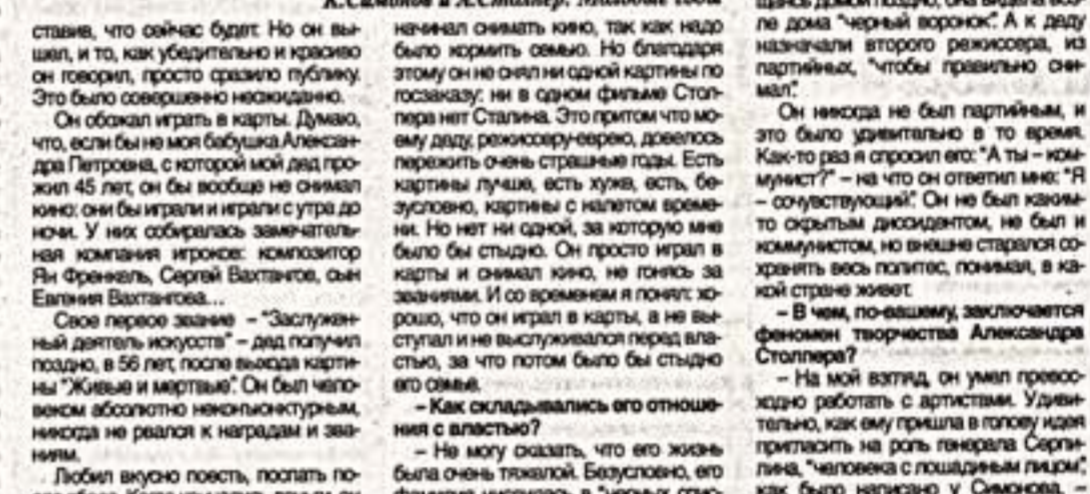 К.Симонов и А.Столпер. Молодые годы
ставив, что сейчас будет. Но он вы-
шел, и то, как убедительно и красиво
он говорил, просто сразило публику.
Это было совершенно неожиданно.
Он обожал играть в карты. Думаю,
что, если бы не моя бабушка Алексан-
дра Петровна, с которой мой дед про-
жил 45 лет, он бы вообще не снимал
кино: они бы играли и играли с утра до
ночи. У них собиралась замечатель-
ная компания игроков: композитор
Ян Френкель, Сергей Вахтангов, сын
Евгения Вахтангова...
Свое первое звание – "Заслужен-
ный деятель искусств" – дед получил
поздно, в 56 лет, после выхода карти-
ны "Живые и мертвые". Он был чело-
веком абсолютно неконъюнктурным,
никогда не рвался к наградам и зва-
ниям.
Любил вкусно поесть, поспать по-
начинал снимать кино, так как надо
было кормить семью. Но благодаря
этому он не снял ни одной картины по
госзаказу: ни в одном фильме Стол-
пера нет Сталина. Это притом что мо-
ему деду, режиссеру-еврею, довелось
пережить очень страшные годы. Есть
картины лучше, есть хуже, есть, бе-
зусловно, картины с налетом време-
ни. Но нет ни одной, за которую мне
было бы стыдно. Он просто играл в
карты и снимал кино, не гонясь за
званиями. И со временем я понял: хо-
рошо, что он играл в карты, а не вы-
ступал и не выслуживался перед вла-
стью, за что потом было бы стыдно
его семье.
– Как складывались его отноше-
ния с властью?
– Не могу сказать, что его жизнь
была очень тяжелой. Безусловно, его
фамилия числилась в "черных спис-
щаясь домой поздно, она видела воз-
ле дома "черный воронок". А к деду
назначали второго режиссера, из
партийных, "чтобы правильно сни-
мал".
Он никогда не был партийным, и
это было удивительно в то время.
Как-то раз я спросил его: "А ты – ком-
мунист?" – на что он ответил мне: "Я
– сочувствующий". Он не был каким-
то скрытым диссидентом, не был и
коммунистом, но внешне старался со-
хранять весь политес, понимая, в ка-
кой стране живет.
– В чем, по-вашему, заключается
феномен творчества Александра
Столпера?
– На мой взгляд, он умел превос-
ходно работать с артистами. Удиви-
тельно, как ему пришла в голову идея
пригласить на роль генерала Серпи-
лина, "человека с лошадиным лицом",
как было написано у Симонова, –